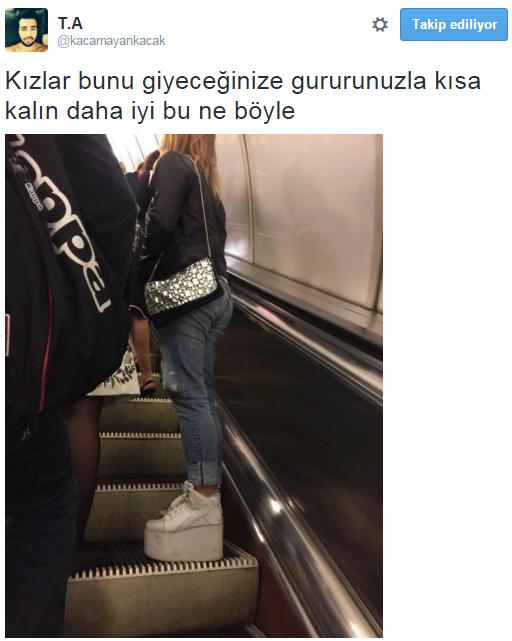 T.A
@kacamayankacak
Takip ediliyor
Kızlar bunu giyeceğinize gururunuzla kısa
kalın daha iyi bu ne böyle
Kappa